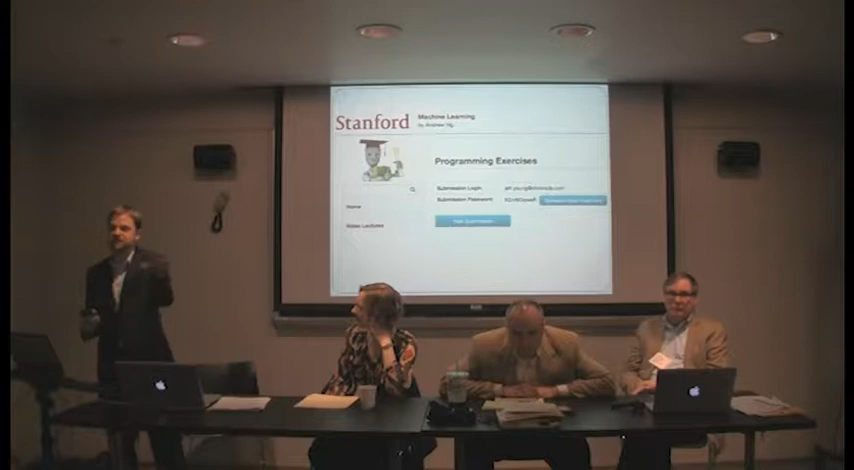 Stanford
Machine Learning
by Andrew Ng
Programming Exercises
Submission Login
Submission Password
Home
Video Lectures